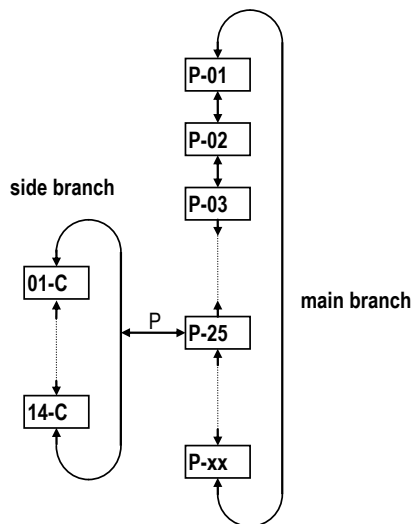 P-01
P-02
side branch
P-03
01-C
main branch
P
P-25
14-C
P-xx